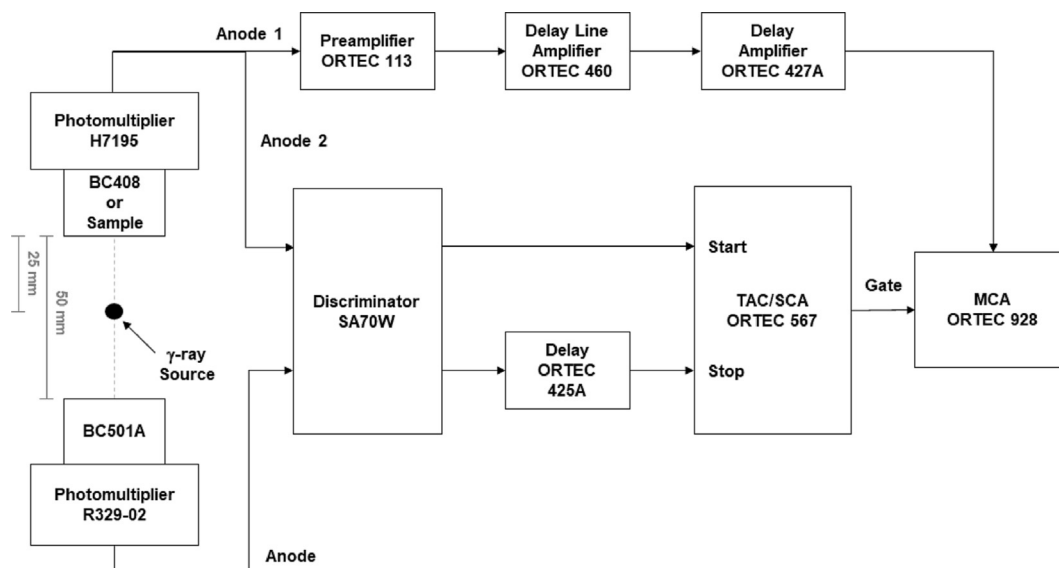 Anode 1
Preamplifier
ORTEC 113
Delay Line
Amplifier
ORTEC 460
Delay
Amplifier
ORTEC 427A
Photomultiplier
H7195
Anode 2
BC408
or
Sample
25 mm
50 mm
γ-ray
Source
Discriminator
SA70W
Start
TAC/SCA
ORTEC 567
Stop
Delay
ORTEC
425A
Gate
MCA
ORTEC 928
BC501A
Photomultiplier
R329-02
Anode